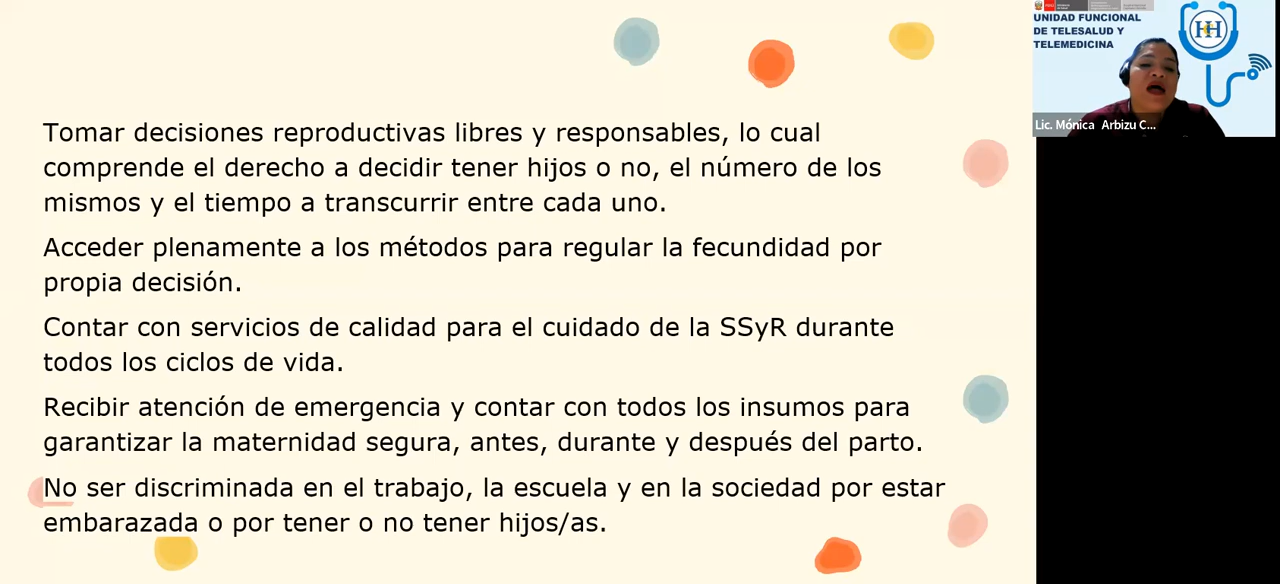 Tomar decisiones reproductivas libres y responsables, lo cual
comprende el derecho a decidir tener hijos o no, el número de los
mismos y el tiempo a transcurrir entre cada uno.
Acceder plenamente a los métodos para regular la fecundidad por
propia decisión.
Contar con servicios de calidad para el cuidado de la SSyR durante
todos los ciclos de vida.
Recibir atención de emergencia y contar con todos los insumos para
garantizar la maternidad segura, antes, durante y después del parto.
No ser discriminada en el trabajo, la escuela y en la sociedad por estar
embarazada o por tener o no tener hijos/as.
UNIDAD FUNCIONAL
DE TELESALUD Y
TELEMEDICINA
Lic. Mónica Arbizu C...